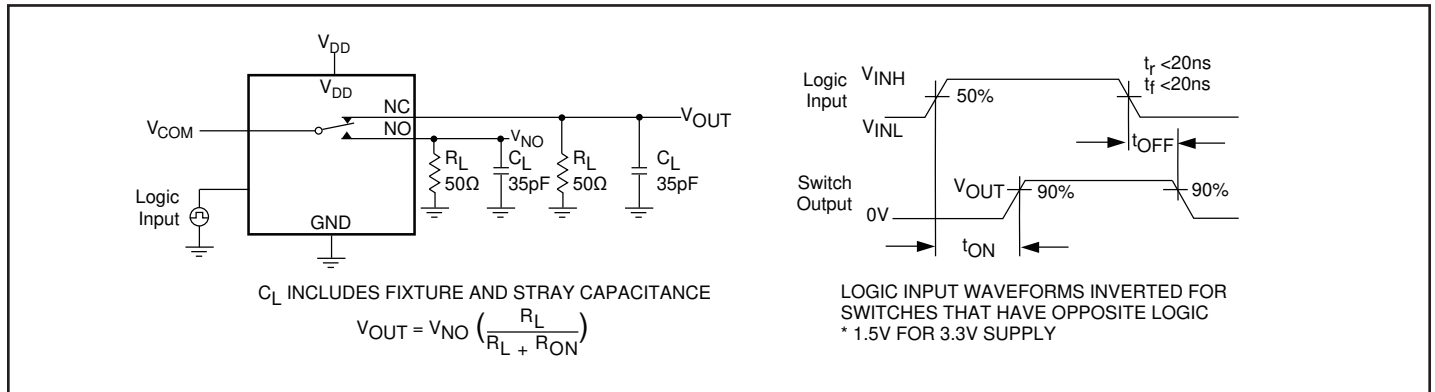 V_DD
V_DD
NC
NO
V_COM
V_OUT
V_NO
R_L
50Ω
C_L
35pF
R_L
50Ω
C_L
35pF
Logic
Input
GND
C_L INCLUDES FIXTURE AND STRAY CAPACITANCE
V_OUT = V_NO (R_L / R_L + R_ON)
Logic
Input
V_INH
V_INL
50%
t_r <20ns
t_f <20ns
t_OFF
Switch
Output
V_OUT
0V
90%
90%
t_ON
LOGIC INPUT WAVEFORMS INVERTED FOR
SWITCHES THAT HAVE OPPOSITE LOGIC
* 1.5V FOR 3.3V SUPPLY